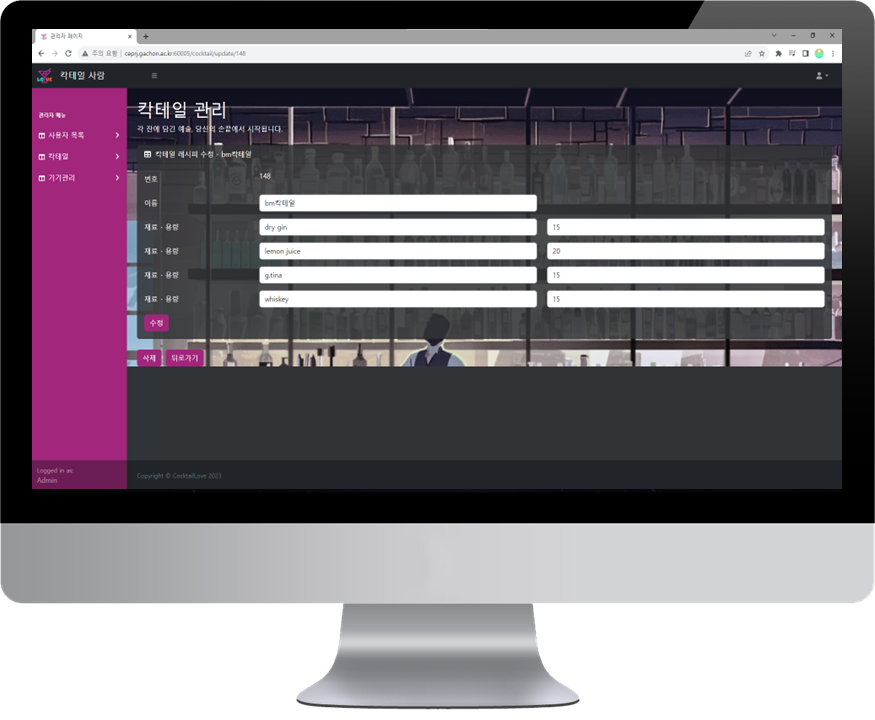 관리자 페이지
주의 요함 | ceprj.gachon.ac.kr:60005/cocktail/update/148
LOVE 칵테일 사랑
관리자 메뉴
사용자 목록
칵테일
기기관리
칵테일 관리
각 잔에 담긴 예술, 당신의 손끝에서 시작됩니다.
칵테일 레시피 수정 - bm칵테일
번호 148
이름 bm칵테일
재료 - 용량 dry gin 15
재료 - 용량 lemon juice 20
재료 - 용량 g.tina 15
재료 - 용량 whiskey 15
수정
삭제 뒤로가기
Logged in as:
Admin
Copyright © CocktailLove 2023